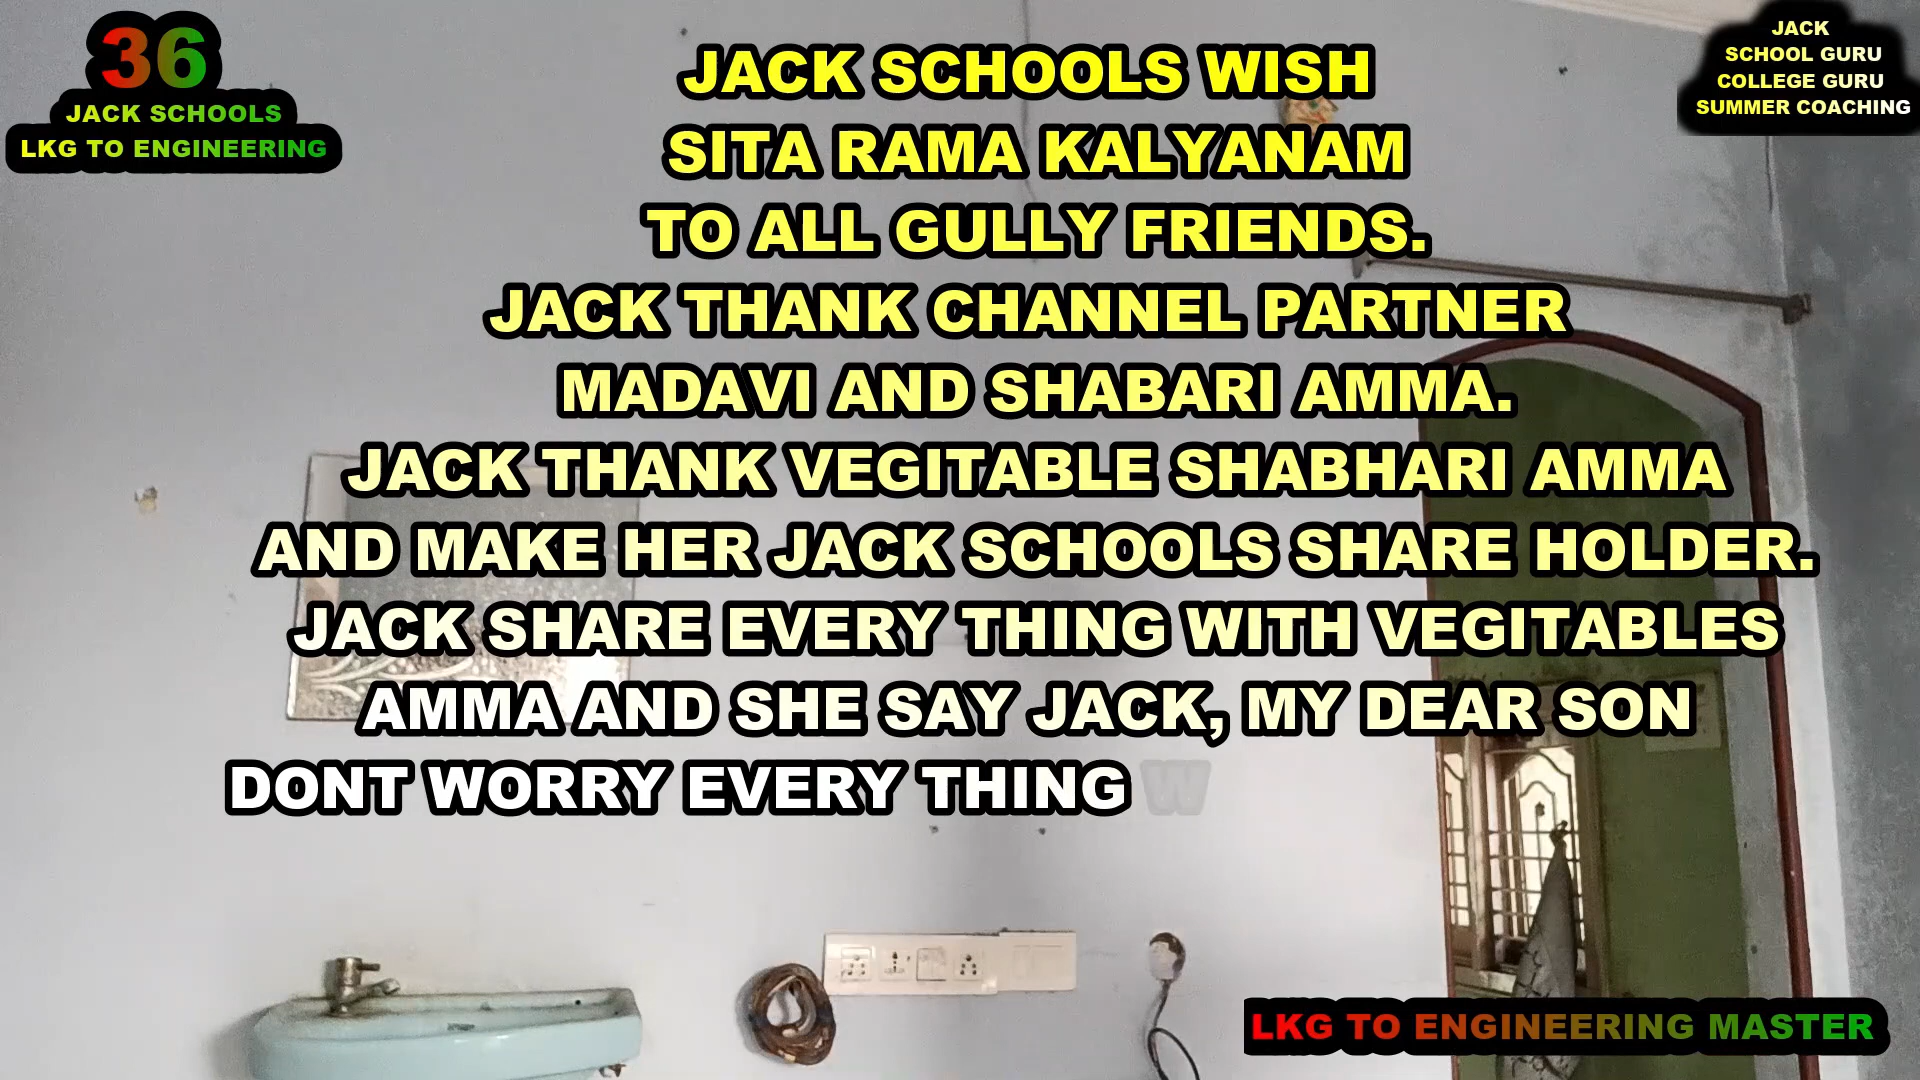 36
JACK SCHOOLS
LKG TO ENGINEERING
JACK
SCHOOL GURU
COLLEGE GURU
SUMMER COACHING
JACK SCHOOLS WISH
SITA RAMA KALYANAM
TO ALL GULLY FRIENDS.
JACK THANK CHANNEL PARTNER
MADAVI AND SHABARI AMMA.
JACK THANK VEGITABLE SHABHARI AMMA
AND MAKE HER JACK SCHOOLS SHARE HOLDER.
JACK SHARE EVERY THING WITH VEGITABLES
AMMA AND SHE SAY JACK, MY DEAR SON
DONT WORRY EVERY THING W
LKG TO ENGINEERING MASTER